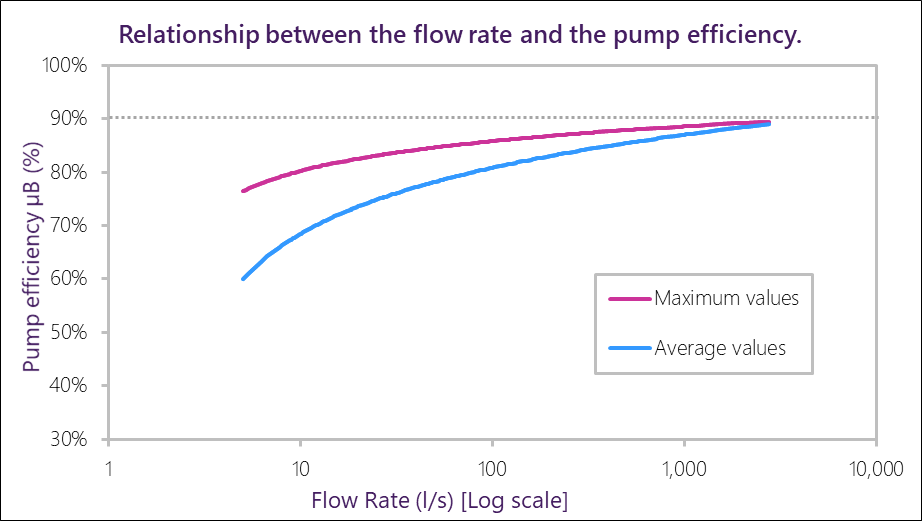 Relationship between the flow rate and the pump efficiency.
100%
90%
80%
70%
60%
50%
40%
30%
Pump efficiency μB (%)
Maximum values
Average values
1
10
100
1,000
10,000
Flow Rate (l/s) [Log scale]